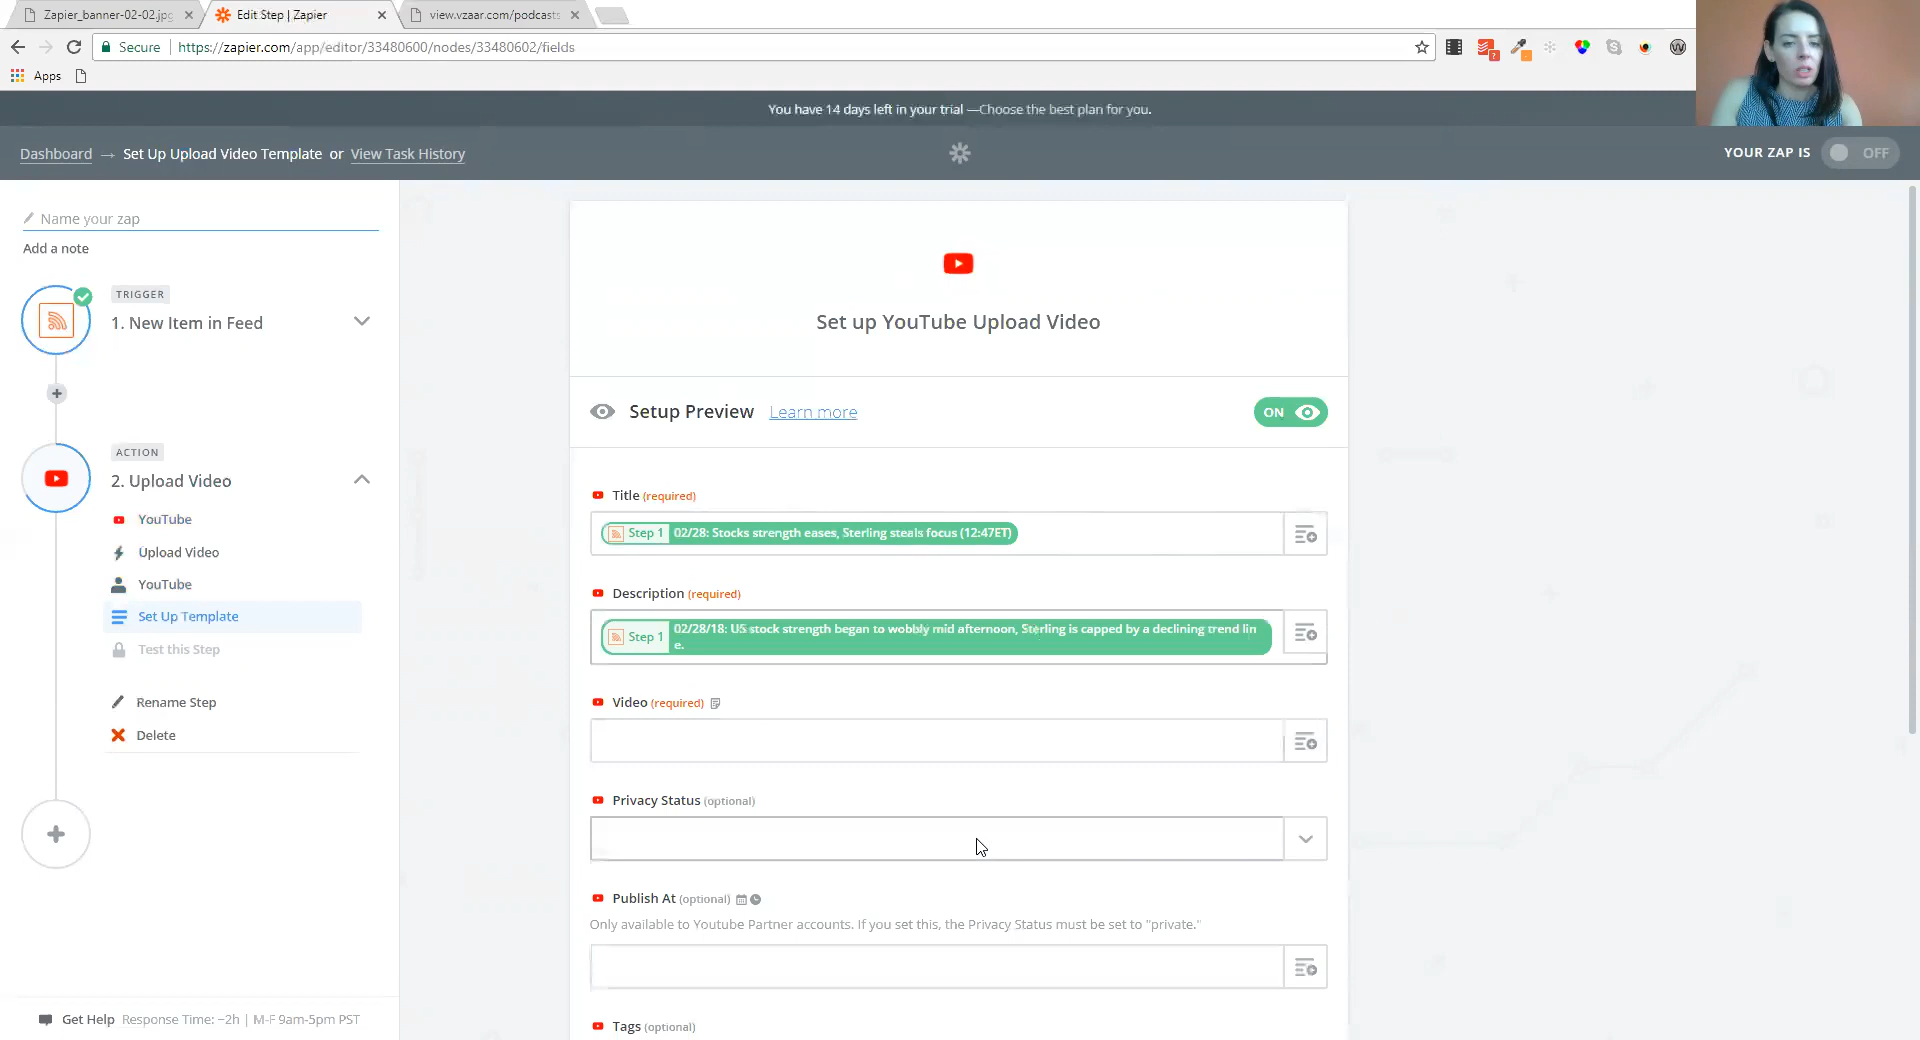 Zapier_banner-02-02.jpg
Edit Step | Zapier
view.vzaar.com/podcasts
Secure
https://zapier.com/app/editor/33480600/nodes/33480602/fields
Apps
You have 14 days left in your trial —Choose the best plan for you.
Dashboard → Set Up Upload Video Template or View Task History
YOUR ZAP IS OFF
Name your zap
Add a note
TRIGGER
1. New Item in Feed
ACTION
2. Upload Video
YouTube
Upload Video
YouTube
Set Up Template
Test this Step
Rename Step
Delete
Get Help Response Time: ~2h | M-F 9am-5pm PST
Set up YouTube Upload Video
Setup Preview Learn more
ON
Title (required)
Step 1 02/28: Stocks strength eases, Sterling steals focus (12:47ET)
Description (required)
Step 1 02/28/18: US stock strength began to wobbly mid afternoon, Sterling is capped by a declining trend lin
e.
Video (required)
Privacy Status (optional)
Publish At (optional)
Only available to Youtube Partner accounts. If you set this, the Privacy Status must be set to "private."
Tags (optional)